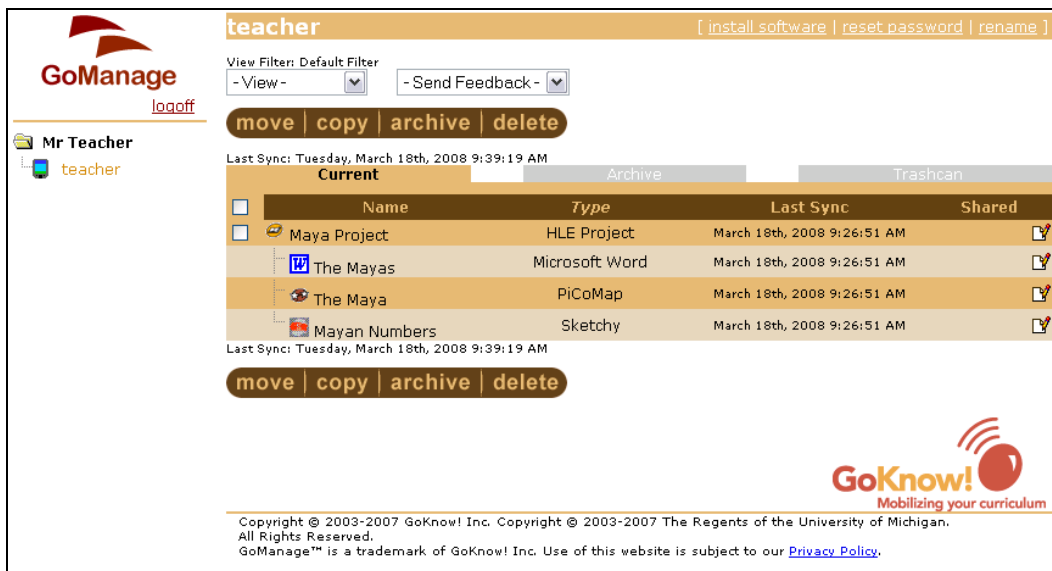 GoManage
logoff
Mr Teacher
teacher
teacher [ install software | reset password | rename ]
View Filter: Default Filter
-View- -Send Feedback-
move | copy | archive | delete
Last Sync: Tuesday, March 18th, 2008 9:39:19 AM
Current Archive Trashcan
Name Type Last Sync Shared
Maya Project HLE Project March 18th, 2008 9:26:51 AM
The Mayas Microsoft Word March 18th, 2008 9:26:51 AM
The Maya PiCoMap March 18th, 2008 9:26:51 AM
Mayan Numbers Sketchy March 18th, 2008 9:26:51 AM
Last Sync: Tuesday, March 18th, 2008 9:39:19 AM
move | copy | archive | delete
GoKnow!
Mobilizing your curriculum
Copyright © 2003-2007 GoKnow! Inc. Copyright © 2003-2007 The Regents of the University of Michigan.
All Rights Reserved.
GoManage™ is a trademark of GoKnow! Inc. Use of this website is subject to our Privacy Policy.